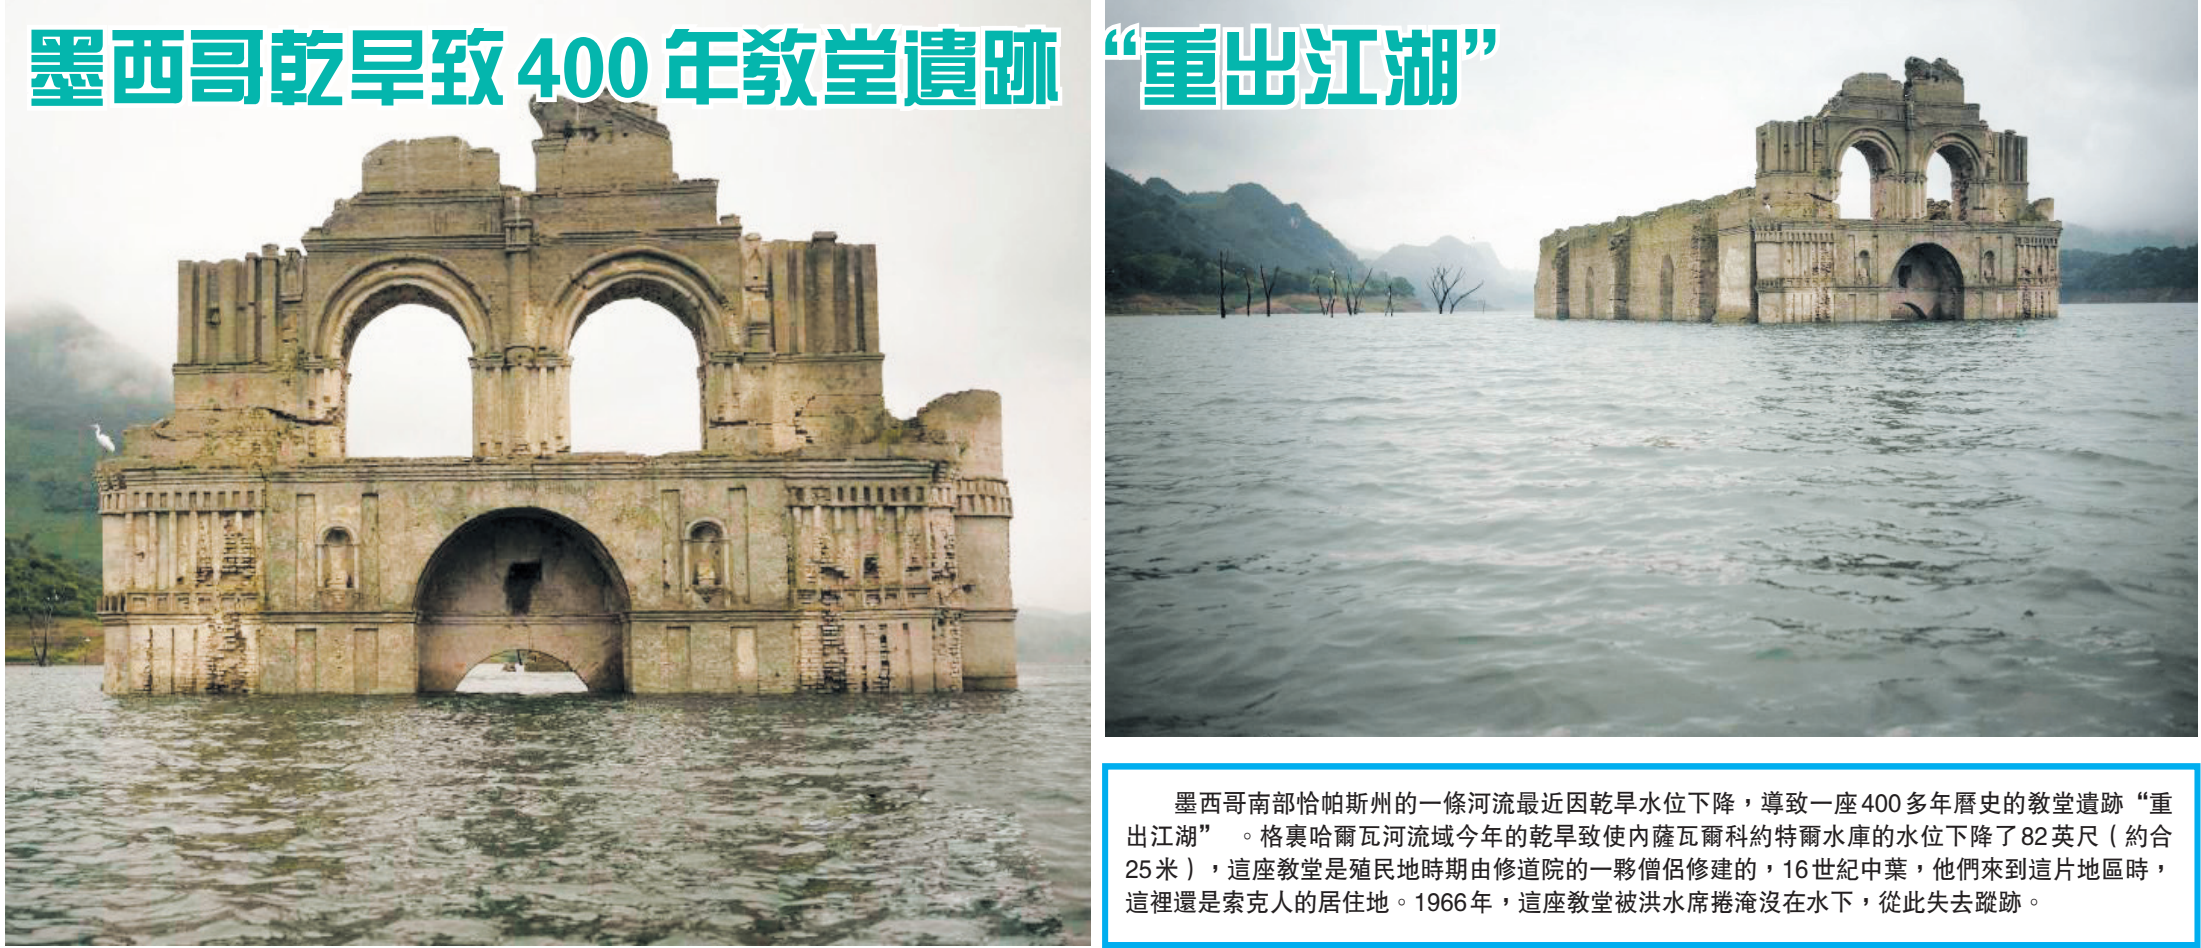 墨西哥乾旱致400年教堂遺跡“重出江湖”
墨西哥南部恰帕斯州的一條河流最近因乾旱水位下降，導致一座400多年曆史的教堂遺跡“重
出江湖” 。格裏哈爾瓦河流域今年的乾旱致使內薩瓦爾科約特爾水庫的水位下降了82英尺（約合
25米），這座教堂是殖民地時期由修道院的一夥僧侶修建的，16世紀中葉，他們來到這片地區時，
這裡還是索克人的居住地。1966年，這座教堂被洪水席捲淹沒在水下，從此失去蹤跡。